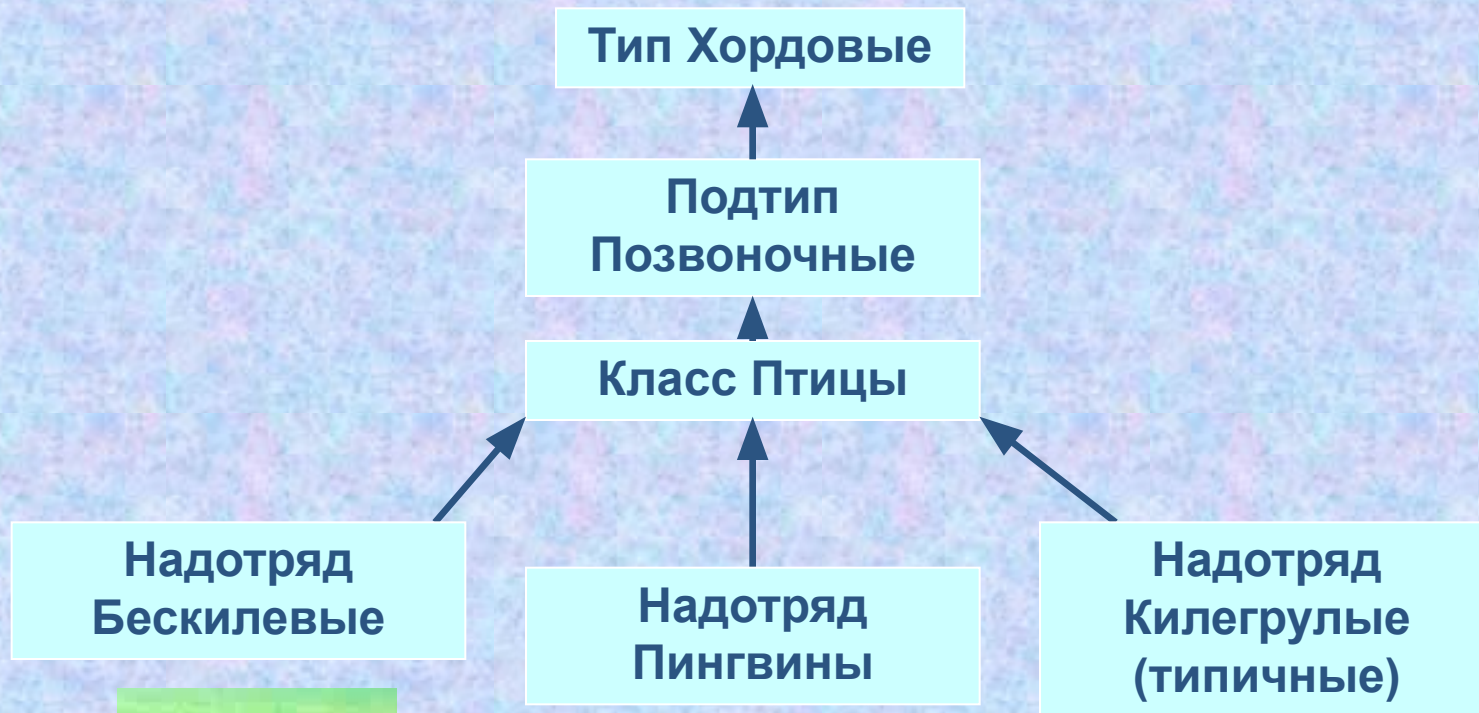 Тип Хордовые
Подтип
Позвоночные
Класс Птицы
Надотряд
Бескилевые
Надотряд
Пингвины
Надотряд
Килегрулые
(типичные)